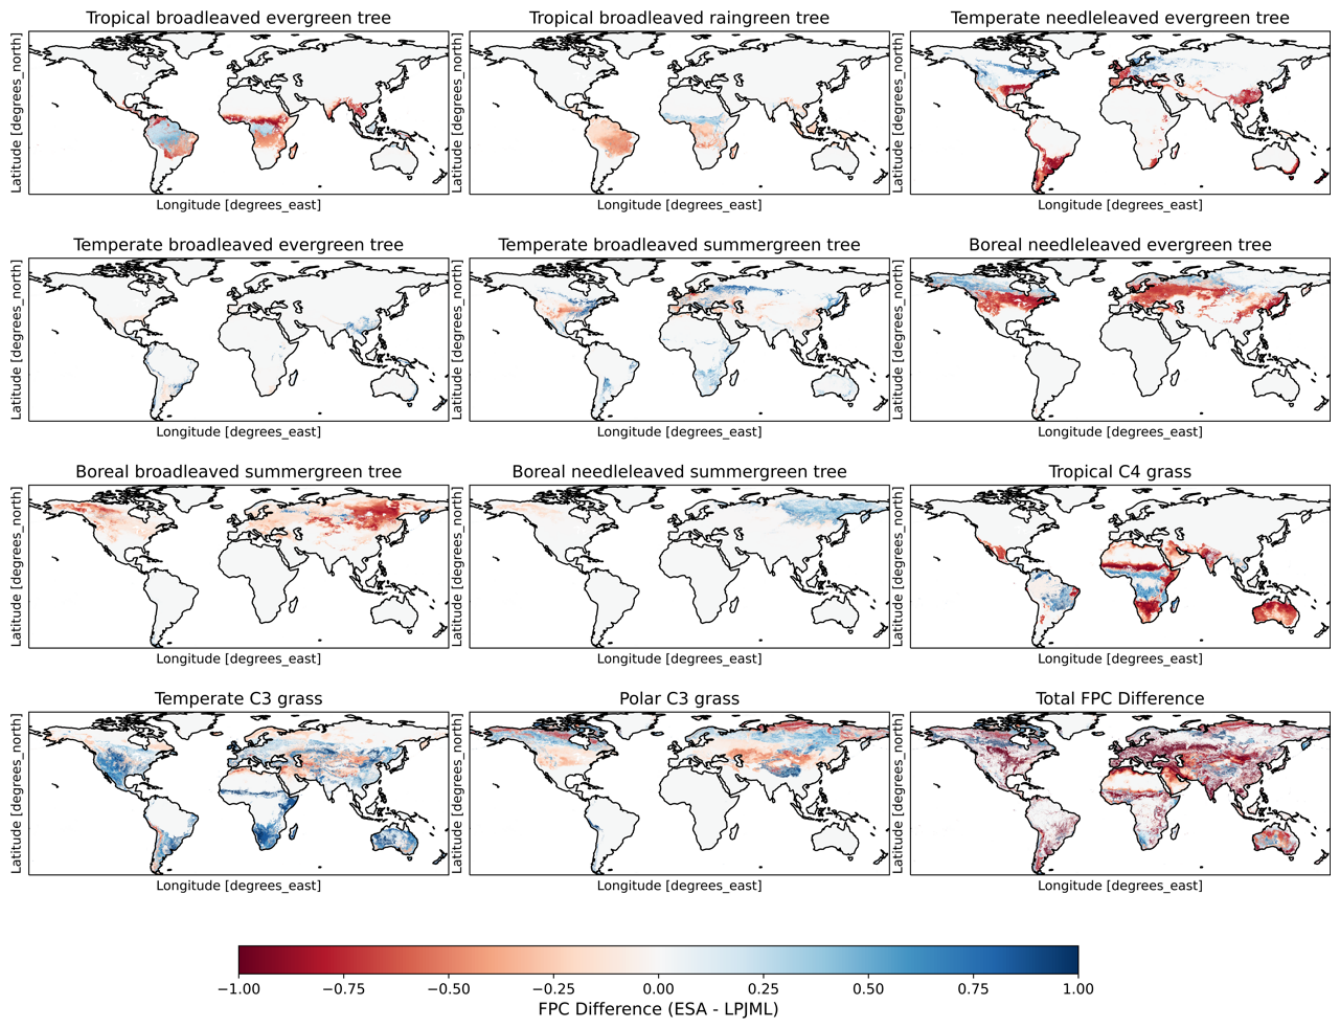 Tropical broadleaved evergreen tree
Tropical broadleaved raingreen tree
Temperate needleleaved evergreen tree
Latitude [degrees_north]
Latitude [degrees_north]
Latitude [degrees_north]
Longitude [degrees_east]
Longitude [degrees_east]
Longitude [degrees_east]
Temperate broadleaved evergreen tree
Temperate broadleaved summergreen tree
Boreal needleleaved evergreen tree
Latitude [degrees_north]
Latitude [degrees_north]
Latitude [degrees_north]
Longitude [degrees_east]
Longitude [degrees_east]
Longitude [degrees_east]
Boreal broadleaved summergreen tree
Boreal needleleaved summergreen tree
Tropical C4 grass
Latitude [degrees_north]
Latitude [degrees_north]
Latitude [degrees_north]
Longitude [degrees_east]
Longitude [degrees_east]
Longitude [degrees_east]
Temperate C3 grass
Polar C3 grass
Total FPC Difference
Latitude [degrees_north]
Latitude [degrees_north]
Latitude [degrees_north]
Longitude [degrees_east]
Longitude [degrees_east]
Longitude [degrees_east]
−1.00 −0.75 −0.50 −0.25 0.00 0.25 0.50 0.75 1.00
FPC Difference (ESA - LPJML)